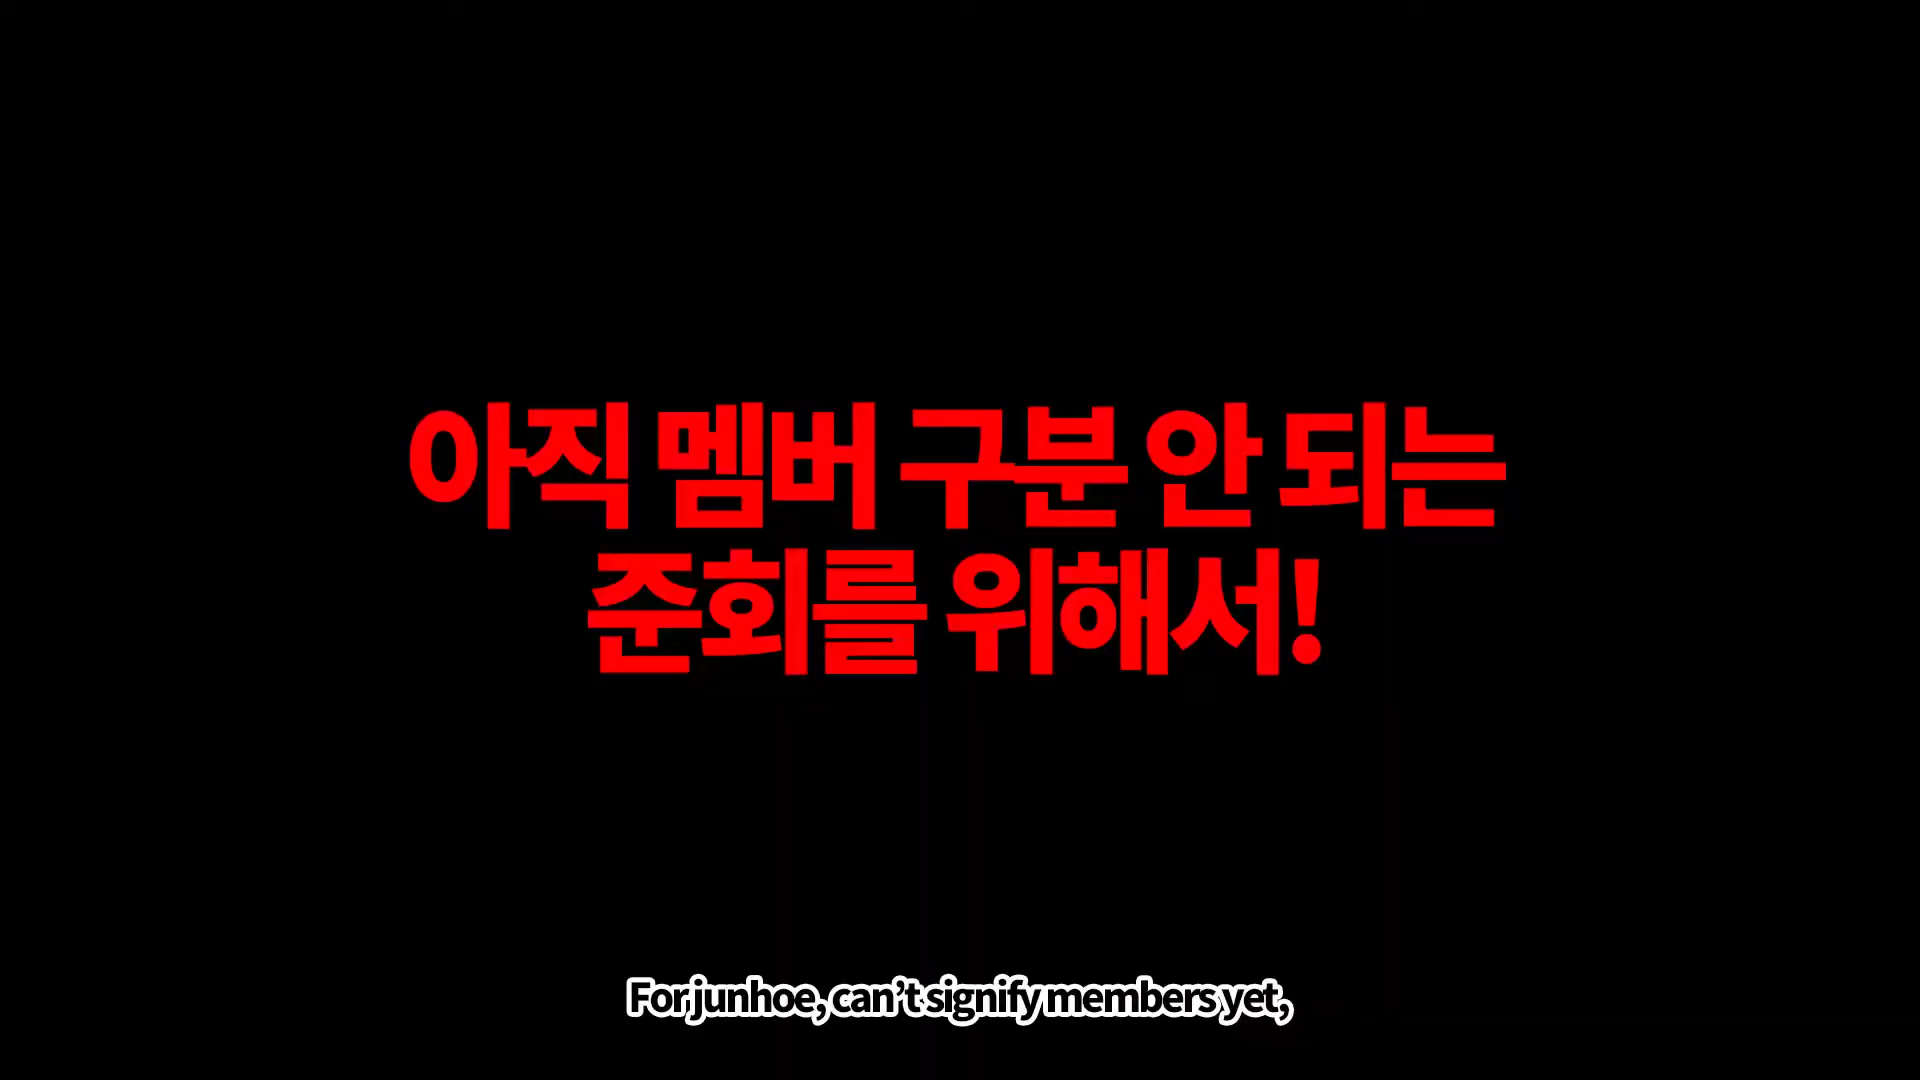 아직 멤버 구분 안 되는
준회를 위해서!
For junhoe, can't signify members yet,